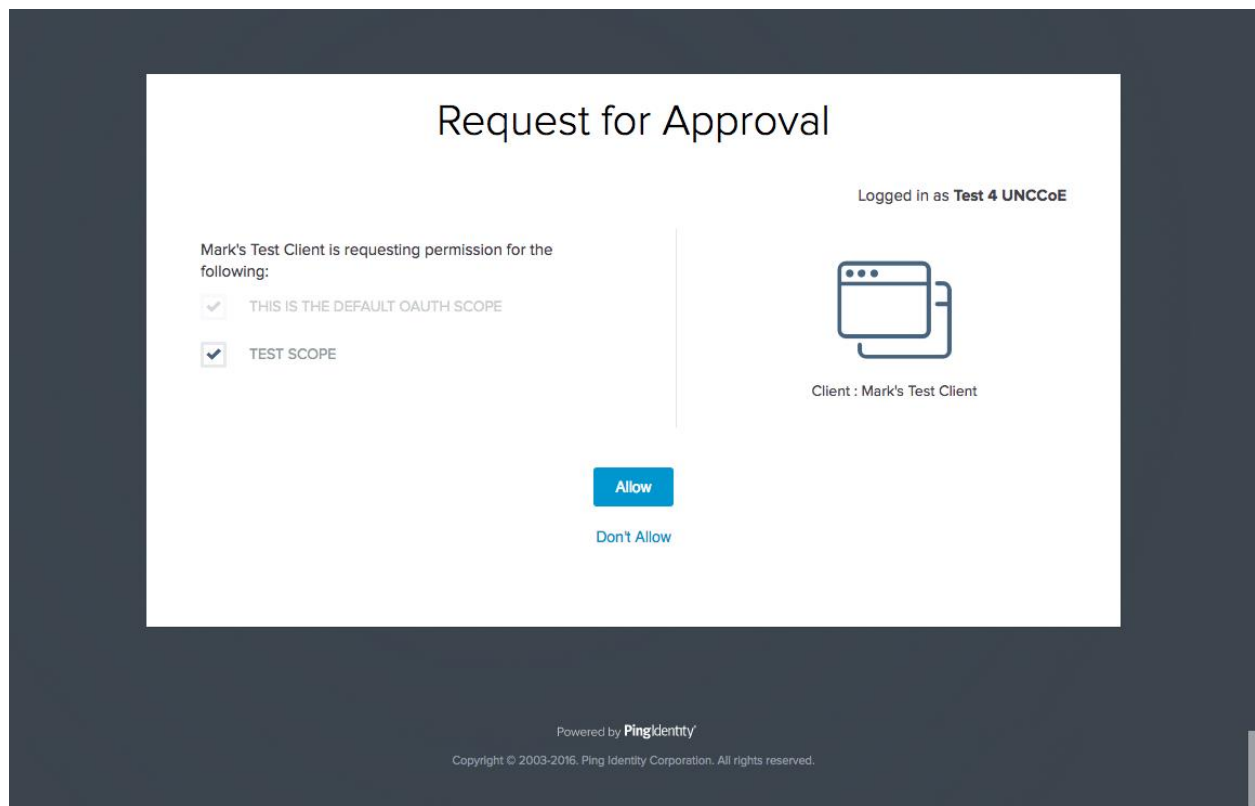 Request for Approval
Logged in as Test 4 UNCCoE
Mark's Test Client is requesting permission for the
following:
THIS IS THE DEFAULT OAUTH SCOPE
TEST SCOPE
Client : Mark's Test Client
Allow
Don't Allow
Powered by PingIdentity
Copyright © 2003-2016. Ping Identity Corporation. All rights reserved.